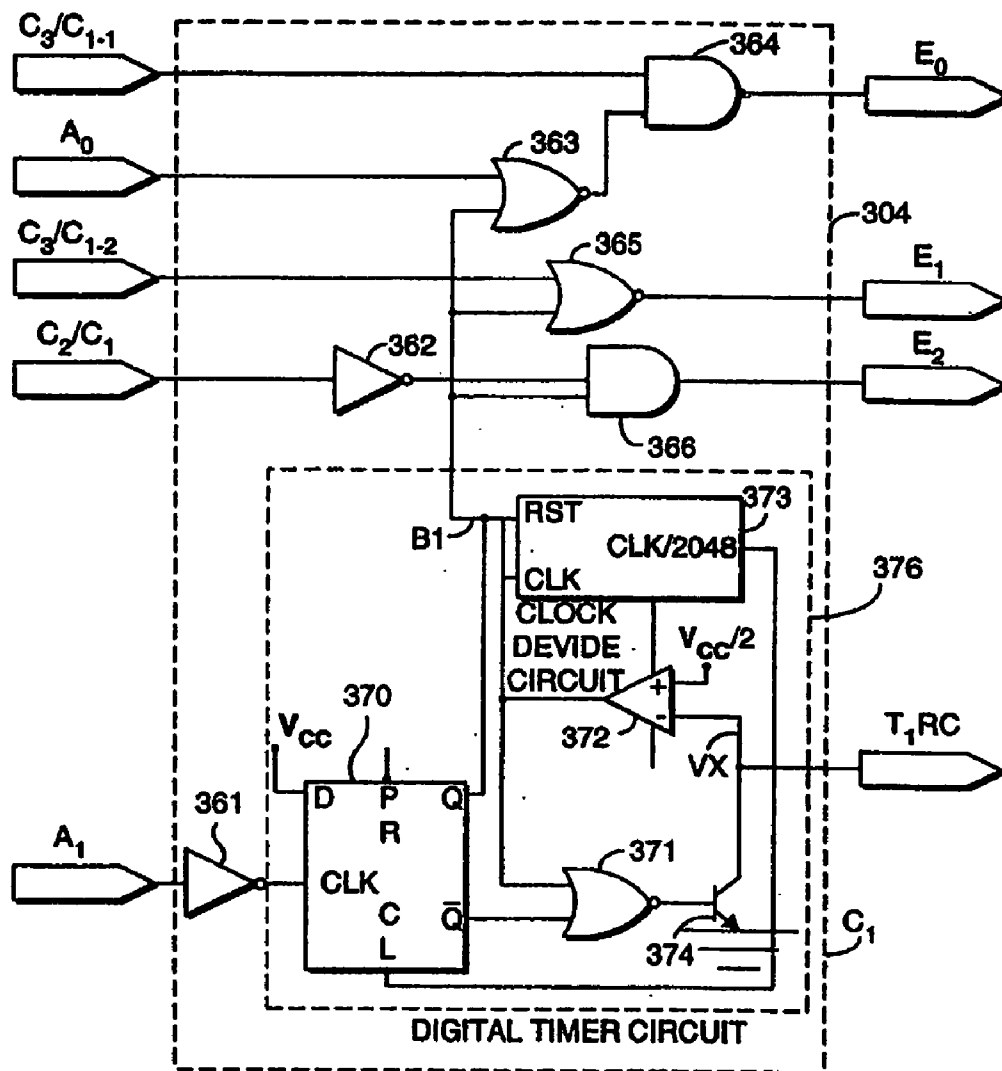 C3/C1-1
364
E0
A0
363
304
C3/C1-2
365
E1
C2/C1
362
E2
366
B1
RST
373
CLK/2048
CLK
376
CLOCK
DEVIDE
CIRCUIT
VCC/2
+
-
372
370
VCC
T1RC
VX
D
P
R
Q
361
A1
CLK
371
C
L
Q̅
374
C1
DIGITAL TIMER CIRCUIT